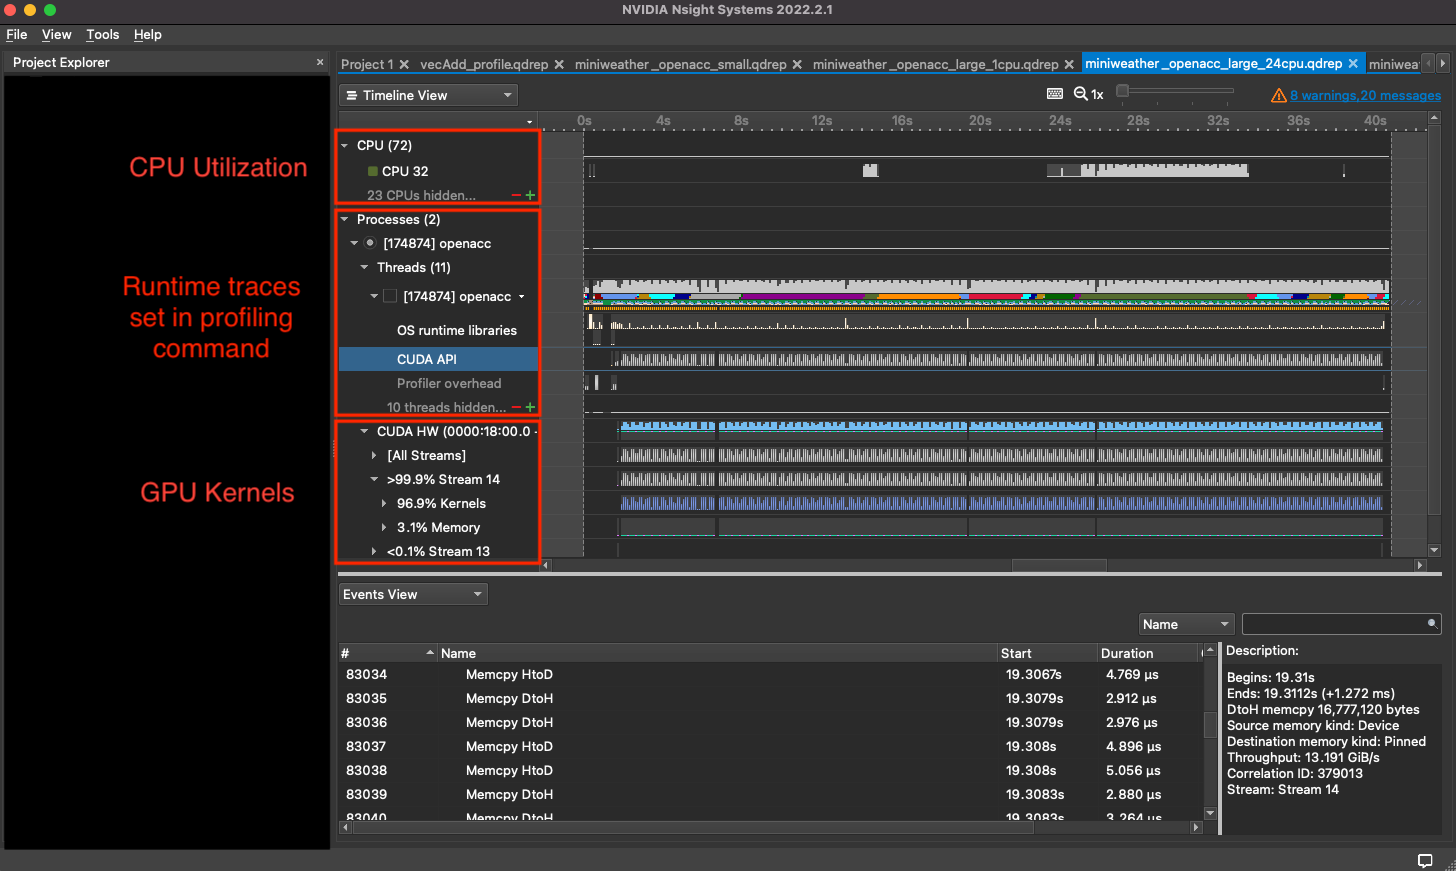 NVIDIA Nsight Systems 2022.2.1
File View Tools Help
Project Explorer ×
Project 1 vecAdd_profile.qdrep miniweather_openacc_small.qdrep miniweather_openacc_large_1cpu.qdrep miniweather_openacc_large_24cpu.qdrep miniwea
Timeline View
1x
8 warnings,20 messages
0s 4s 8s 12s 16s 20s 24s 28s 32s 36s 40s
CPU Utilization
CPU (72)
CPU 32
23 CPUs hidden...
Runtime traces
set in profiling
command
Processes (2)
[174874] openacc
Threads (11)
[174874] openacc
OS runtime libraries
CUDA API
Profiler overhead
10 threads hidden...
GPU Kernels
CUDA HW (0000:18:00.0 -
[All Streams]
>99.9% Stream 14
96.9% Kernels
3.1% Memory
<0.1% Stream 13
Events View
Name
# Name Start Duration
83034 Memcpy HtoD 19.3067s 4.769 µs
83035 Memcpy DtoH 19.3079s 2.912 µs
83036 Memcpy DtoH 19.3079s 2.976 µs
83037 Memcpy HtoD 19.308s 4.896 µs
83038 Memcpy HtoD 19.308s 5.056 µs
83039 Memcpy DtoH 19.3083s 2.880 µs
83040 Memcpy DtoH 19.3083s 3.264 µs
Description:
Begins: 19.31s
Ends: 19.3112s (+1.272 ms)
DtoH memcpy 16,777,120 bytes
Source memory kind: Device
Destination memory kind: Pinned
Throughput: 13.191 GiB/s
Correlation ID: 379013
Stream: Stream 14